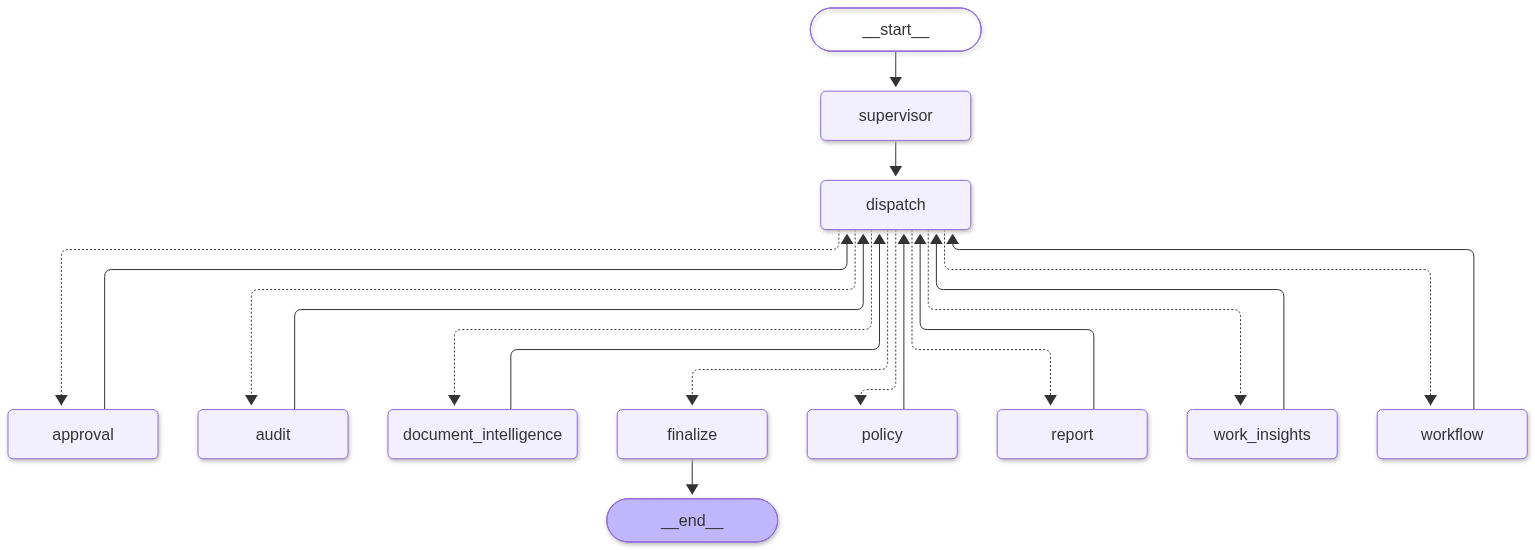 __start__
supervisor
dispatch
approval
audit
document_intelligence
finalize
policy
report
work_insights
workflow
__end__